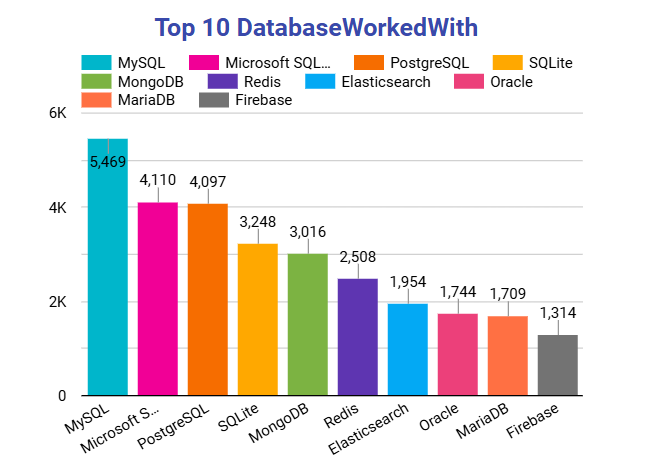 Top 10 DatabaseWorkedWith
MySQL Microsoft SQL... PostgreSQL SQLite
MongoDB Redis Elasticsearch Oracle
MariaDB Firebase
6K
5,469
4,110 4,097
4K
3,248
3,016
2,508
2K
1,954
1,744 1,709
1,314
0
MySQL Microsoft S... PostgreSQL SQLite MongoDB Redis Elasticsearch Oracle MariaDB Firebase